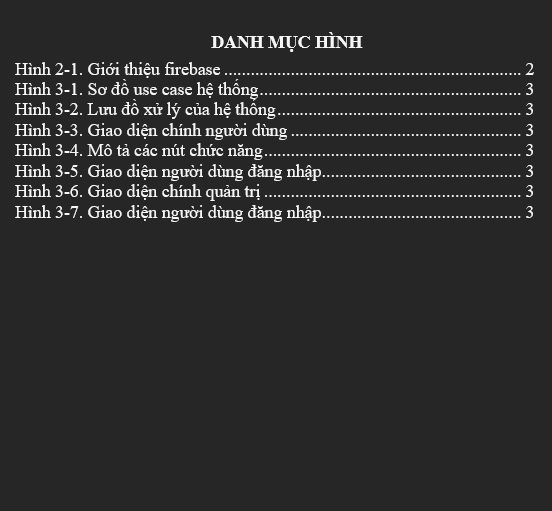 DANH MỤC HÌNH
Hình 2-1. Giới thiệu firebase ........................................................... 2
Hình 3-1. Sơ đồ use case hệ thống.................................................... 3
Hình 3-2. Lưu đồ xử lý của hệ thống................................................. 3
Hình 3-3. Giao diện chính người dùng .............................................. 3
Hình 3-4. Mô tả các nút chức năng................................................... 3
Hình 3-5. Giao diện người dùng đăng nhập........................................ 3
Hình 3-6. Giao diện chính quản trị ................................................... 3
Hình 3-7. Giao diện người dùng đăng nhập........................................ 3